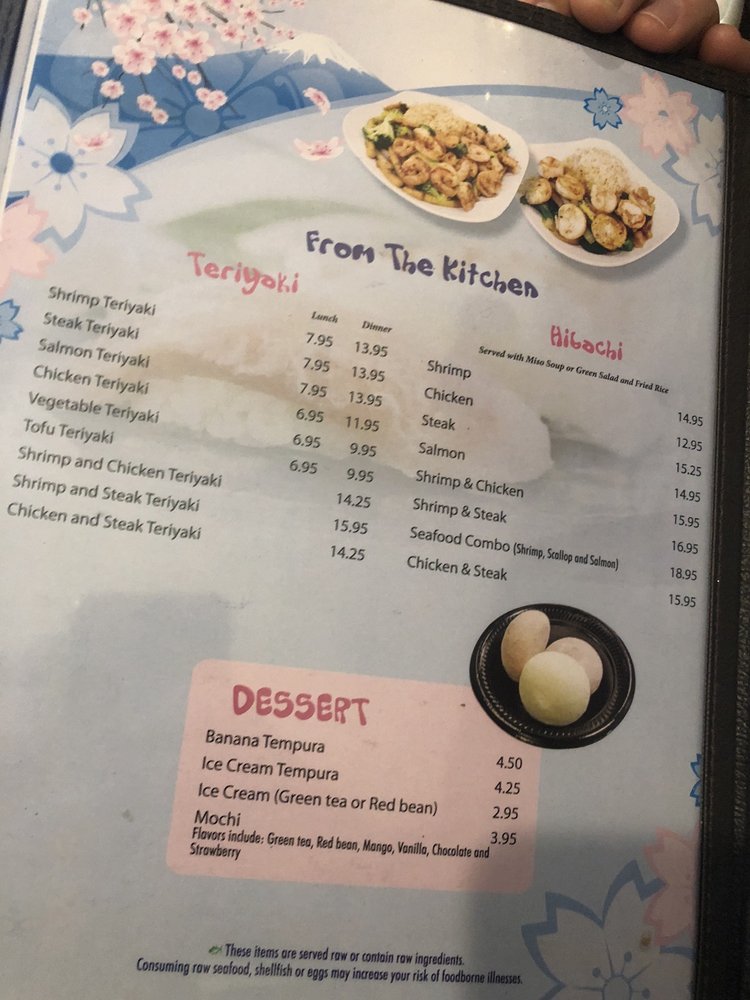 From The Kitchen
Teriyaki
Lunch Dinner
Shrimp Teriyaki 7.95 13.95
Steak Teriyaki 7.95 13.95
Salmon Teriyaki 7.95 13.95
Chicken Teriyaki 6.95 11.95
Vegetable Teriyaki 6.95 9.95
Tofu Teriyaki 6.95 9.95
Shrimp and Chicken Teriyaki 14.25
Shrimp and Steak Teriyaki 15.95
Chicken and Steak Teriyaki 14.25
Hibachi
Served with Miso Soup or Green Salad and Fried Rice
Shrimp 14.95
Chicken 12.95
Steak 15.25
Salmon 14.95
Shrimp & Chicken 15.95
Shrimp & Steak 16.95
Seafood Combo (Shrimp, Scallop and Salmon) 18.95
Chicken & Steak 15.95
DESSERT
Banana Tempura 4.50
Ice Cream Tempura 4.25
Ice Cream (Green tea or Red bean) 2.95
Mochi 3.95
Flavors include: Green tea, Red bean, Mango, Vanilla, Chocolate and
Strawberry
These items are served raw or contain raw ingredients.
Consuming raw seafood, shellfish or eggs may increase your risk of foodborne illnesses.